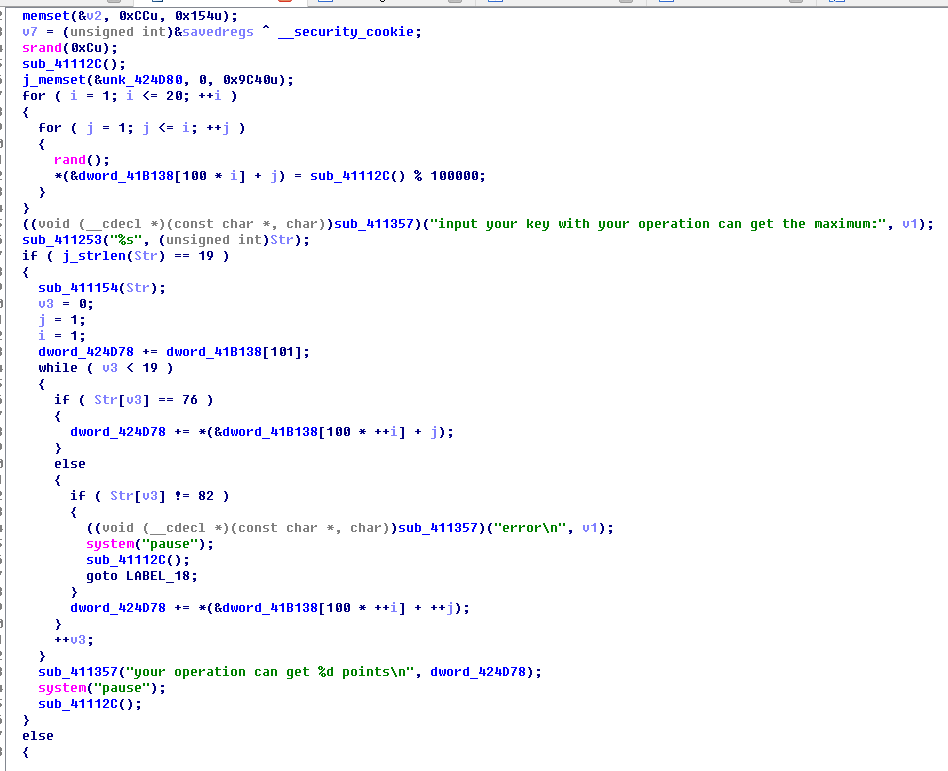 memset(&v2, 0xCCu, 0x154u);
v7 = (unsigned int)&savedregs ^ __security_cookie;
srand(0xCu);
sub_41112C();
j_memset(&unk_424D80, 0, 0x9C40u);
for ( i = 1; i <= 20; ++i )
{
for ( j = 1; j <= i; ++j )
{
rand();
*(&dword_41B138[100 * i] + j) = sub_41112C() % 100000;
}
}
((void (__cdecl *)(const char *, char))sub_411357)("input your key with your operation can get the maximum:", v1);
sub_411253("%s", (unsigned int)Str);
if ( j_strlen(Str) == 19 )
{
sub_411154(Str);
v3 = 0;
j = 1;
i = 1;
dword_424D78 += dword_41B138[101];
while ( v3 < 19 )
{
if ( Str[v3] == 76 )
{
dword_424D78 += *(&dword_41B138[100 * ++i] + j);
}
else
{
if ( Str[v3] != 82 )
{
((void (__cdecl *)(const char *, char))sub_411357)("error\n", v1);
system("pause");
sub_41112C();
goto LABEL_18;
}
dword_424D78 += *(&dword_41B138[100 * ++i] + ++j);
}
++v3;
}
sub_411357("your operation can get %d points\n", dword_424D78);
system("pause");
sub_41112C();
}
else
{